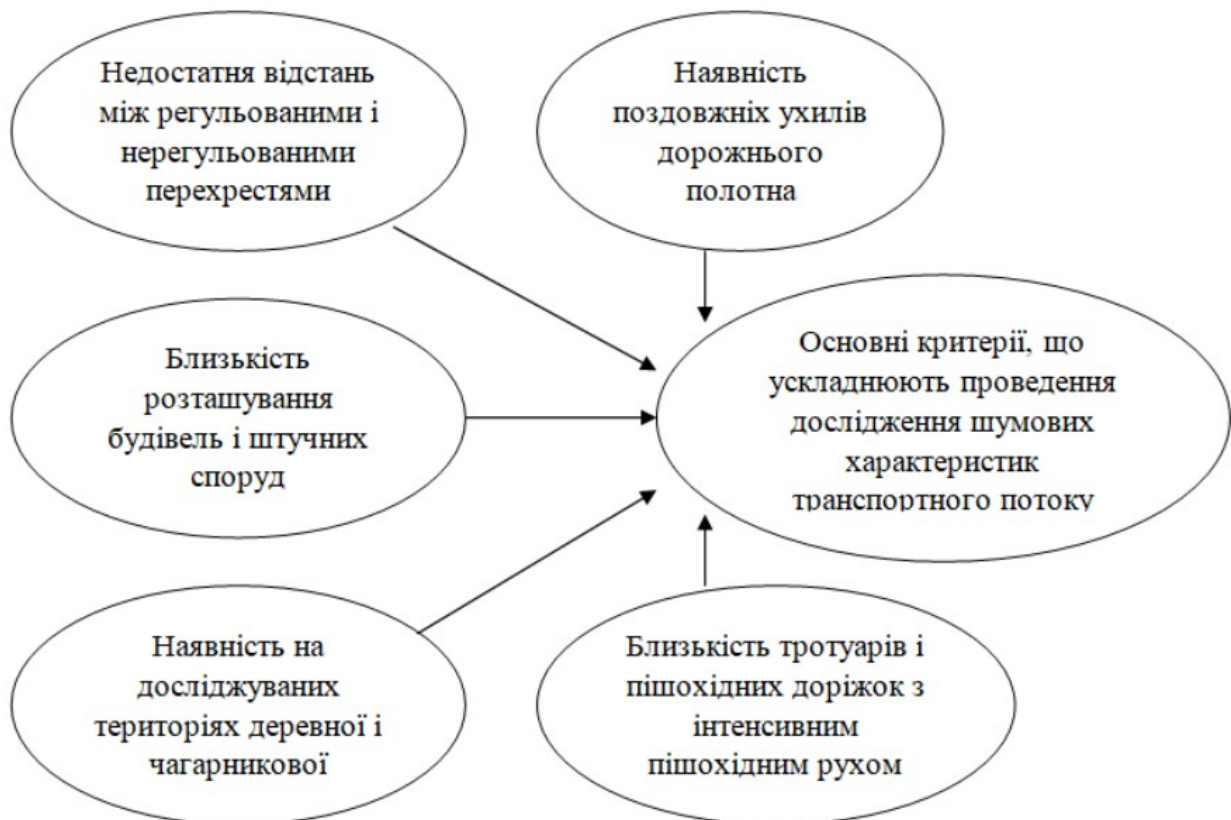 Недостатня відстань
між регульованими і
нерегульованими
перехрестями
Наявність
поздовжніх ухилів
дорожнього
полотна
Близькість
розташування
будівель і штучних
споруд
Основні критерії, що
ускладнюють проведення
дослідження шумових
характеристик
транспортного потоку
Наявність на
досліджуваних
територіях деревної і
чагарникової
Близькість тротуарів і
пішохідних доріжок з
інтенсивним
пішохідним рухом